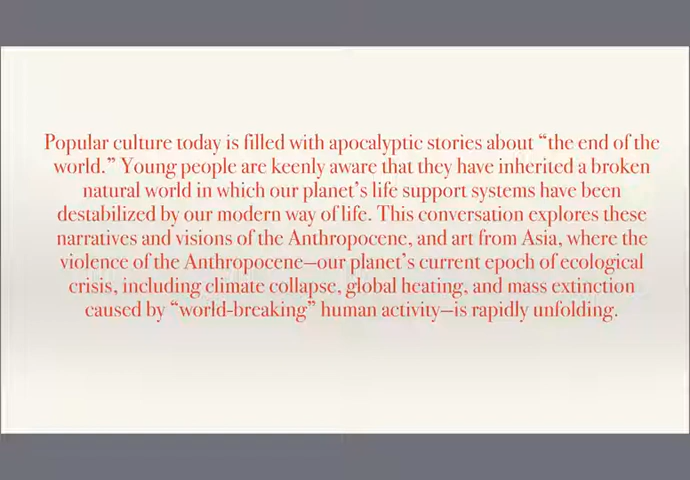 Popular culture today is filled with apocalyptic stories about “the end of the
world.” Young people are keenly aware that they have inherited a broken
natural world in which our planet’s life support systems have been
destabilized by our modern way of life. This conversation explores these
narratives and visions of the Anthropocene, and art from Asia, where the
violence of the Anthropocene—our planet’s current epoch of ecological
crisis, including climate collapse, global heating, and mass extinction
caused by “world-breaking” human activity—is rapidly unfolding.